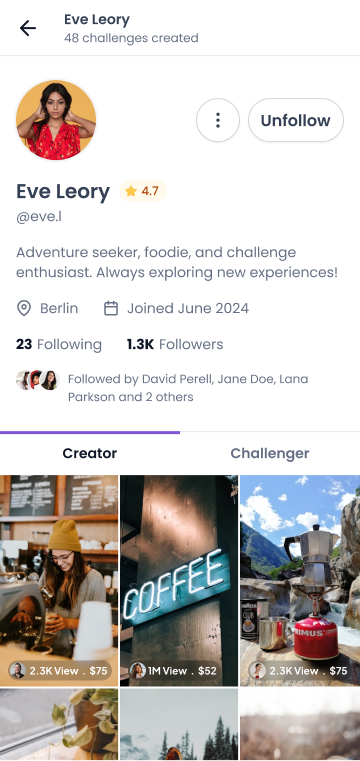 Eve Leory
48 challenges created
Unfollow
Eve Leory
4.7
@eve.l
Adventure seeker, foodie, and challenge
enthusiast. Always exploring new experiences!
Berlin
Joined June 2024
23 Following
1.3K Followers
Followed by David Perell, Jane Doe, Lana
Parkson and 2 others
Creator
Challenger
COFFEE
PRIMUS
2.3K View . $75
1M View . $52
2.3K View . $75